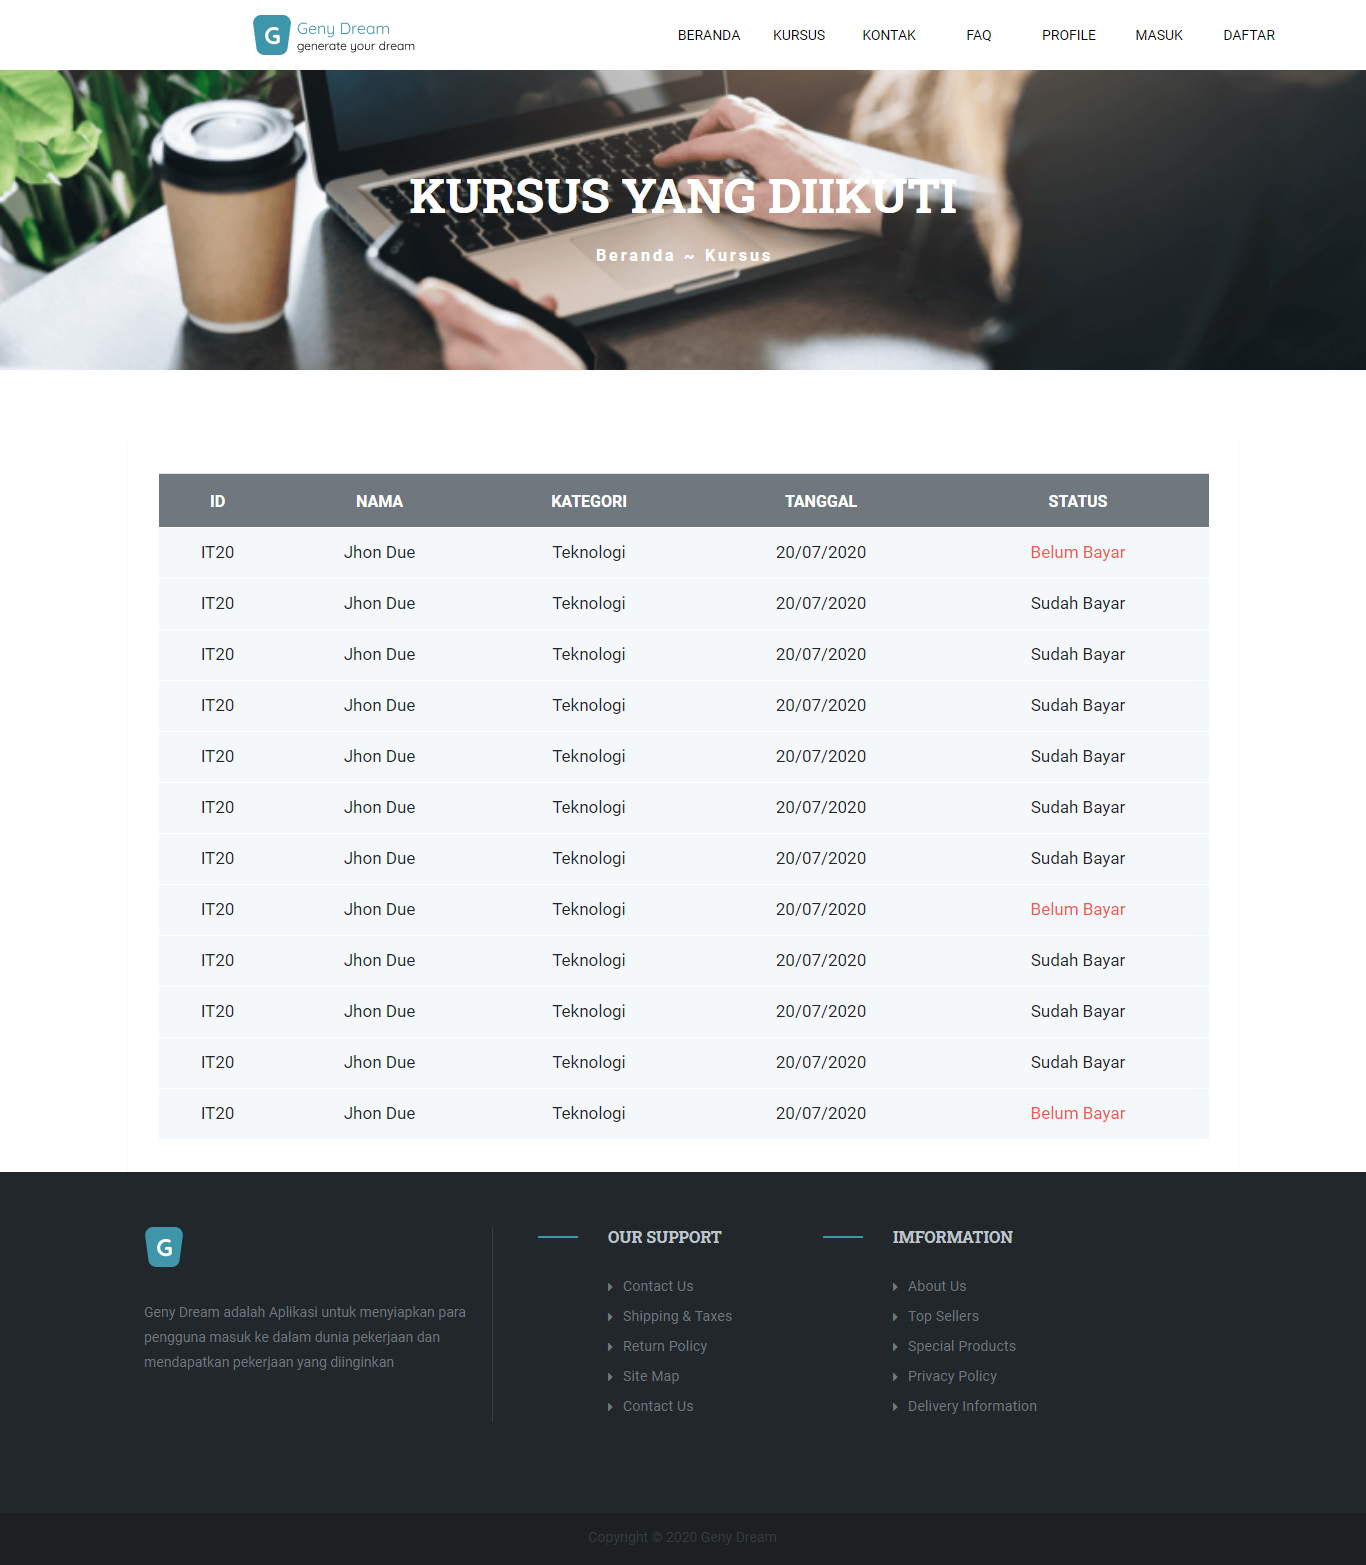 G Geny Dream
generate your dream
BERANDA KURSUS KONTAK FAQ PROFILE MASUK DAFTAR
KURSUS YANG DIIKUTI
Beranda ~ Kursus
ID NAMA KATEGORI TANGGAL STATUS
IT20 Jhon Due Teknologi 20/07/2020 Belum Bayar
IT20 Jhon Due Teknologi 20/07/2020 Sudah Bayar
IT20 Jhon Due Teknologi 20/07/2020 Sudah Bayar
IT20 Jhon Due Teknologi 20/07/2020 Sudah Bayar
IT20 Jhon Due Teknologi 20/07/2020 Sudah Bayar
IT20 Jhon Due Teknologi 20/07/2020 Sudah Bayar
IT20 Jhon Due Teknologi 20/07/2020 Sudah Bayar
IT20 Jhon Due Teknologi 20/07/2020 Belum Bayar
IT20 Jhon Due Teknologi 20/07/2020 Sudah Bayar
IT20 Jhon Due Teknologi 20/07/2020 Sudah Bayar
IT20 Jhon Due Teknologi 20/07/2020 Sudah Bayar
IT20 Jhon Due Teknologi 20/07/2020 Belum Bayar
G
Geny Dream adalah Aplikasi untuk menyiapkan para
pengguna masuk ke dalam dunia pekerjaan dan
mendapatkan pekerjaan yang diinginkan
OUR SUPPORT
Contact Us
Shipping & Taxes
Return Policy
Site Map
Contact Us
IMFORMATION
About Us
Top Sellers
Special Products
Privacy Policy
Delivery Information
Copyright © 2020 Geny Dream